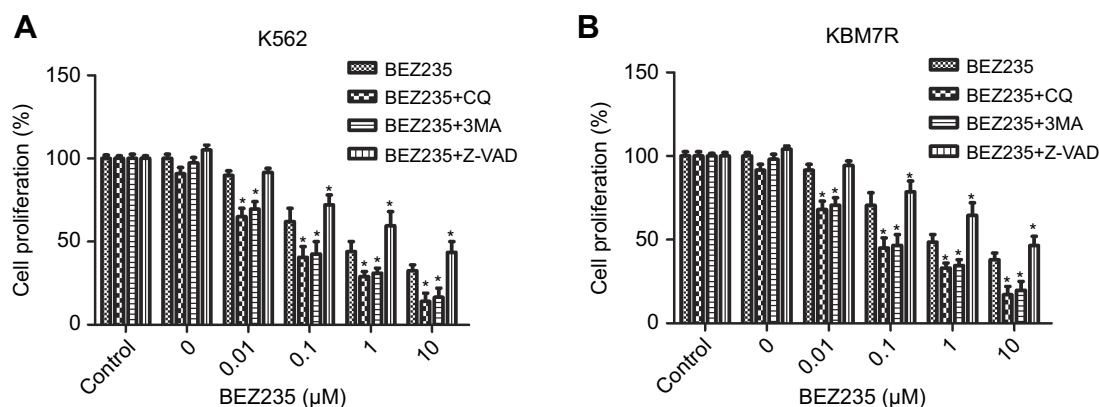 A
K562
150
100
50
0
Cell proliferation (%)
BEZ235
BEZ235+CQ
BEZ235+3MA
BEZ235+Z-VAD
* * * * * * * * * * *
Control 0 0.01 0.1 1 10
BEZ235 (µM)
B
KBM7R
150
100
50
0
Cell proliferation (%)
BEZ235
BEZ235+CQ
BEZ235+3MA
BEZ235+Z-VAD
* * * * * * * * * * *
Control 0 0.01 0.1 1 10
BEZ235 (µM)